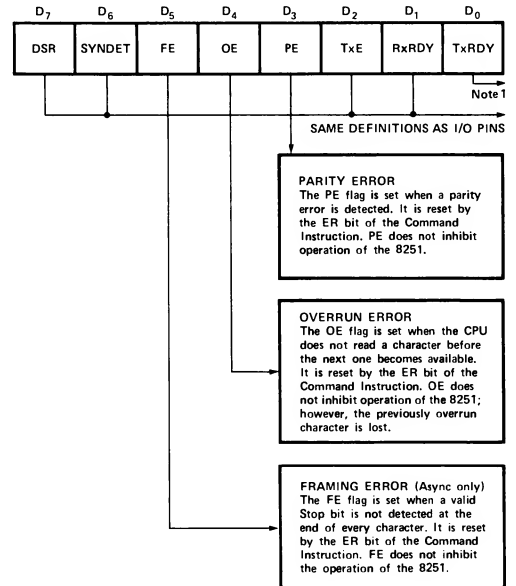 D7 D6 D5 D4 D3 D2 D1 D0
DSR SYNDET FE OE PE TxE RxRDY TxRDY
Note 1
SAME DEFINITIONS AS I/O PINS
PARITY ERROR
The PE flag is set when a parity
error is detected. It is reset by
the ER bit of the Command
Instruction. PE does not inhibit
operation of the 8251.
OVERRUN ERROR
The OE flag is set when the CPU
does not read a character before
the next one becomes available.
It is reset by the ER bit of the
Command Instruction. OE does
not inhibit operation of the 8251;
however, the previously overrun
character is lost.
FRAMING ERROR (Async only)
The FE flag is set when a valid
Stop bit is not detected at the
end of every character. It is reset
by the ER bit of the Command
Instruction. FE does not inhibit
the operation of the 8251.